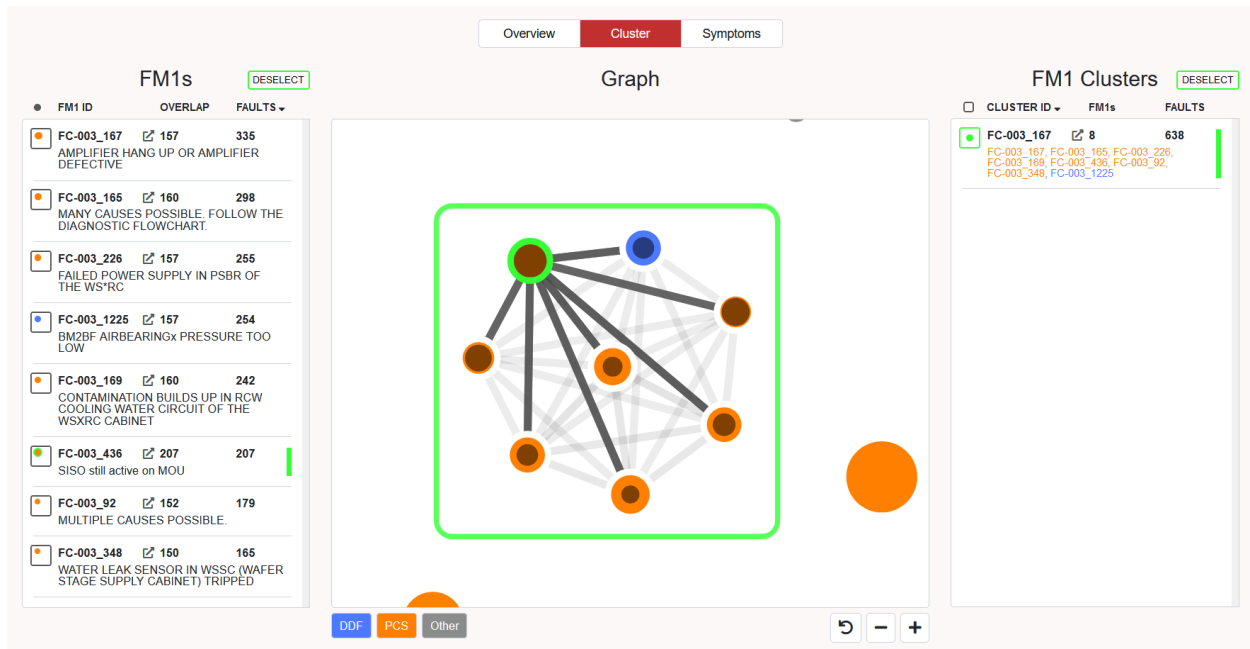 Overview Cluster Symptoms
FM1s DESELECT
FM1 ID OVERLAP FAULTS
FC-003_167 157 335
AMPLIFIER HANG UP OR AMPLIFIER
DEFECTIVE
FC-003_165 160 298
MANY CAUSES POSSIBLE. FOLLOW THE
DIAGNOSTIC FLOWCHART.
FC-003_226 157 255
FAILED POWER SUPPLY IN PSBR OF
THE WS*RC
FC-003_1225 157 254
BM2BF AIRBEARINGx PRESSURE TOO
LOW
FC-003_169 160 242
CONTAMINATION BUILDS UP IN RCW
COOLING WATER CIRCUIT OF THE
WSXRC CABINET
FC-003_436 207 207
SISO still active on MOU
FC-003_92 152 179
MULTIPLE CAUSES POSSIBLE.
FC-003_348 150 165
WATER LEAK SENSOR IN WSSC (WAFER
STAGE SUPPLY CABINET) TRIPPED
Graph
DDF PCS Other
FM1 Clusters DESELECT
CLUSTER ID FM1s FAULTS
FC-003_167 8 638
FC-003_167, FC-003_165, FC-003_226,
FC-003_169, FC-003_436, FC-003_92,
FC-003_348, FC-003_1225